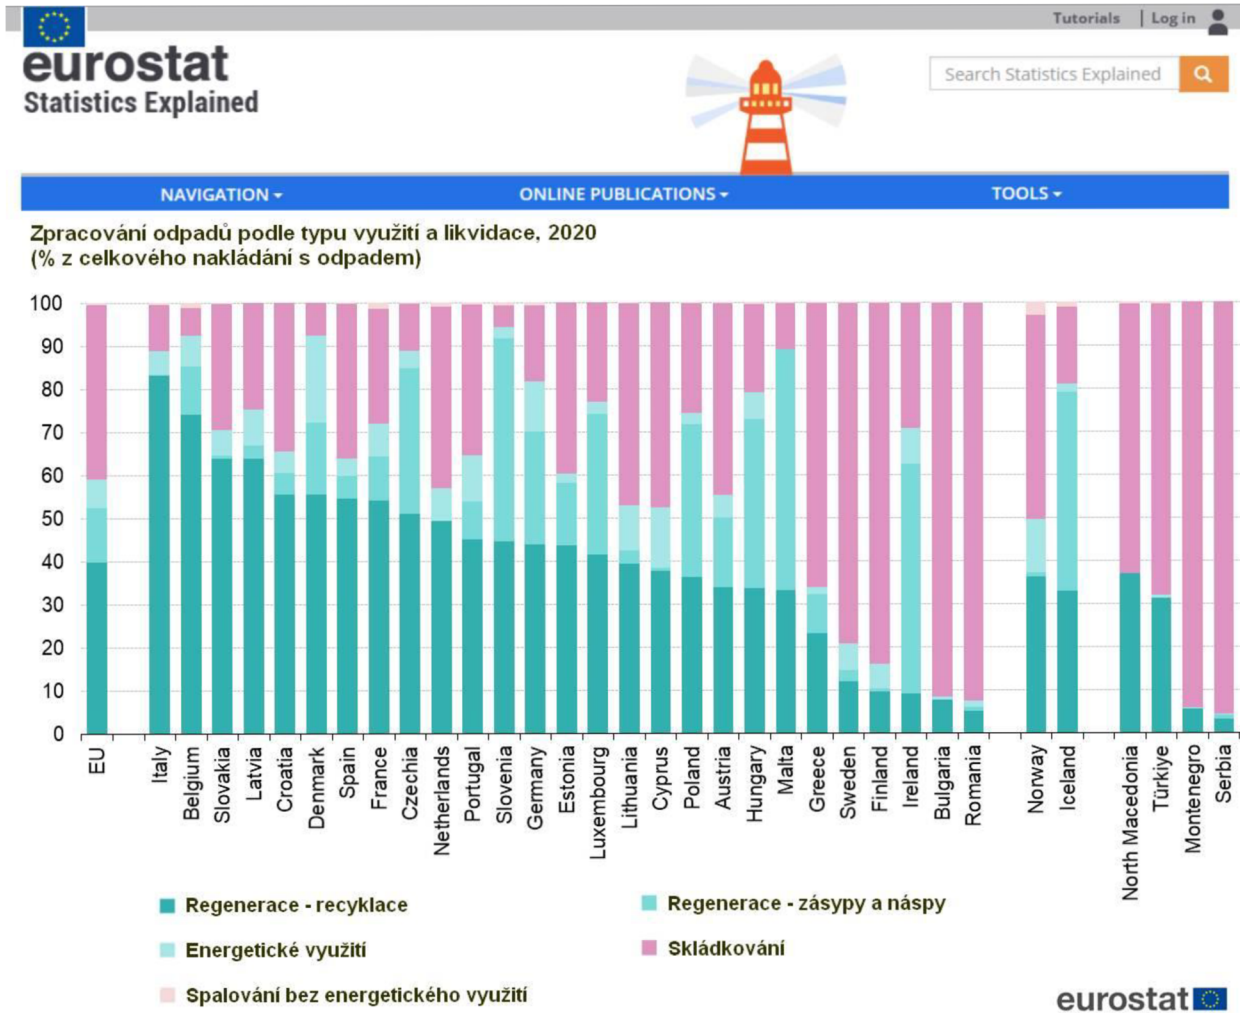 Tutorials | Log in
eurostat
Statistics Explained
Search Statistics Explained
NAVIGATION ONLINE PUBLICATIONS TOOLS
Zpracování odpadů podle typu využití a likvidace, 2020
(% z celkového nakládání s odpadem)
100
90
80
70
60
50
40
30
20
10
0
EU
Italy
Belgium
Slovakia
Latvia
Croatia
Denmark
Spain
France
Czechia
Netherlands
Portugal
Slovenia
Germany
Estonia
Luxembourg
Lithuania
Cyprus
Poland
Austria
Hungary
Malta
Greece
Sweden
Finland
Ireland
Bulgaria
Romania
Norway
Iceland
North Macedonia
Türkiye
Montenegro
Serbia
Regenerace - recyklace
Regenerace - zásypy a náspy
Energetické využití
Skládkování
Spalování bez energetického využití
eurostat